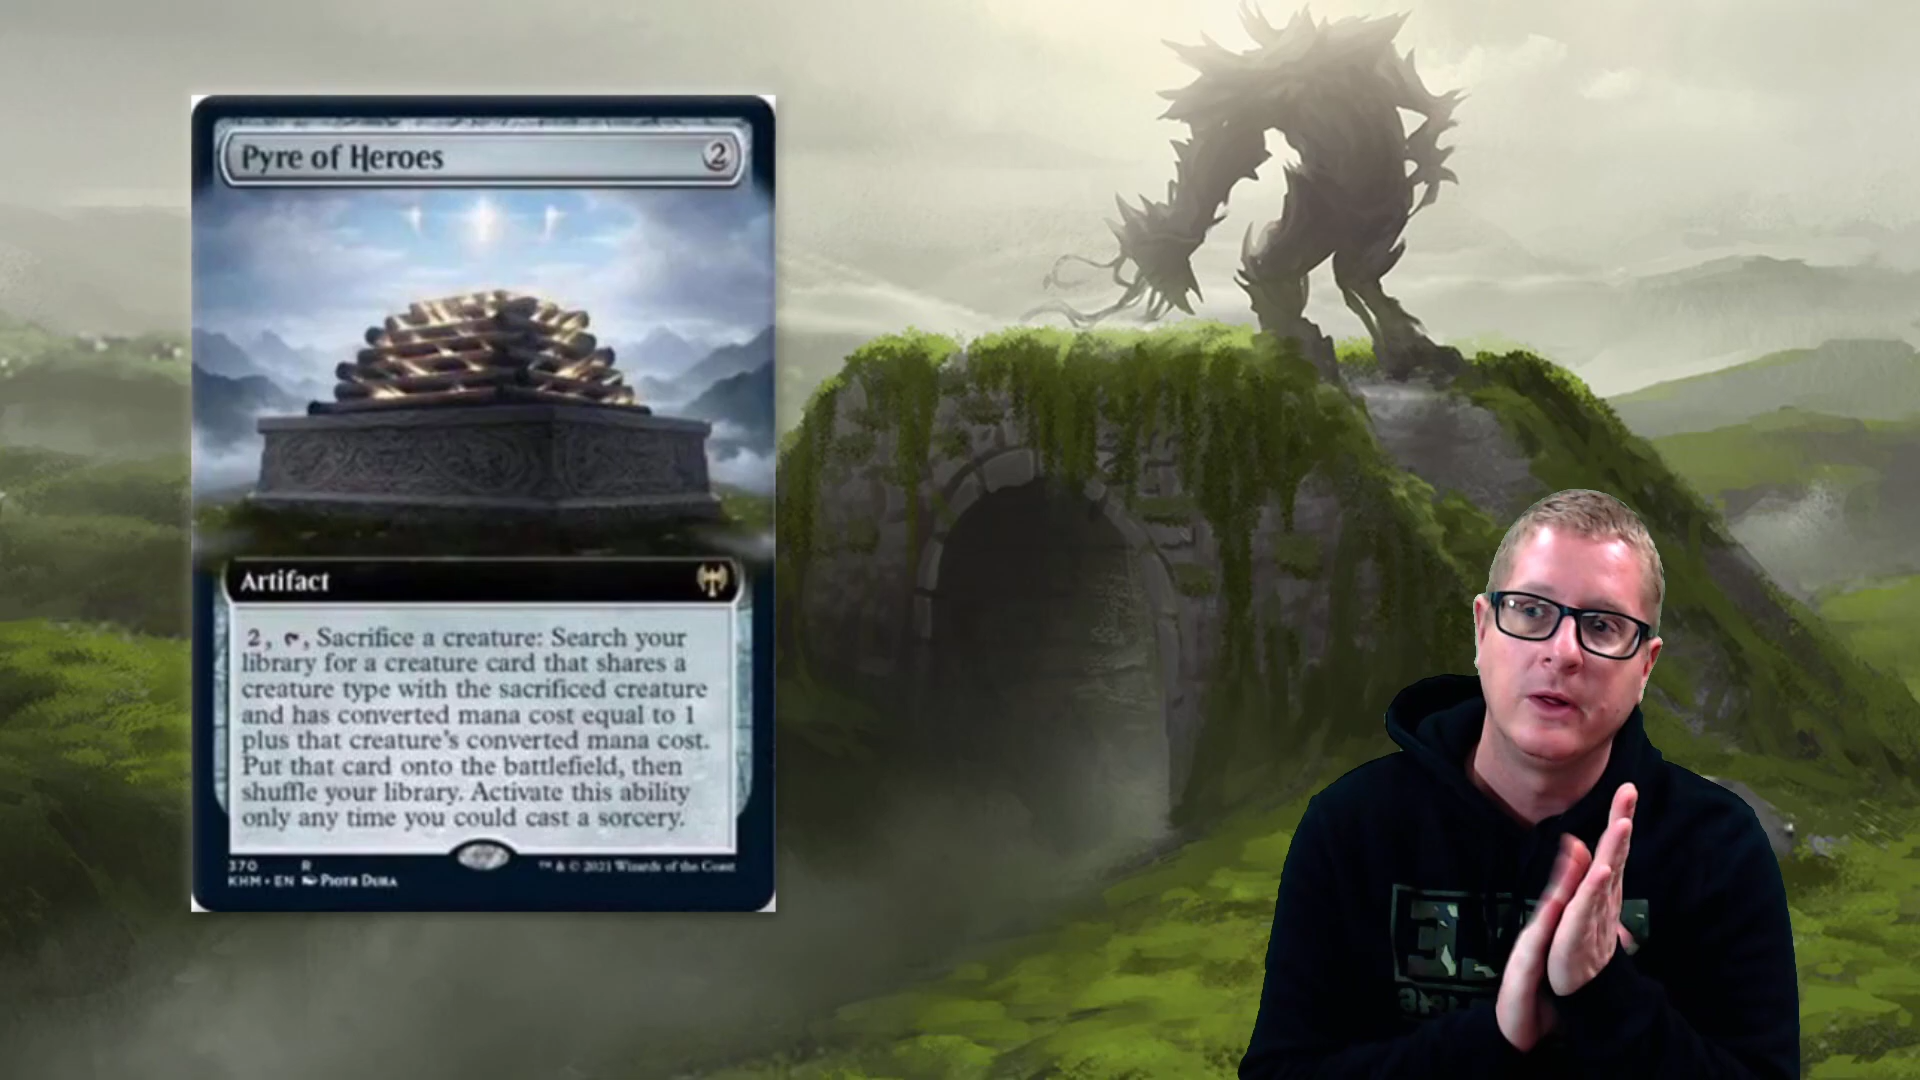 Pyre of Heroes 2
Artifact
2, , Sacrifice a creature: Search your
library for a creature card that shares a
creature type with the sacrificed creature
and has converted mana cost equal to 1
plus that creature's converted mana cost.
Put that card onto the battlefield, then
shuffle your library. Activate this ability
only any time you could cast a sorcery.
370 R
KHM • EN Piotr Dura
™ & © 2021 Wizards of the Coast